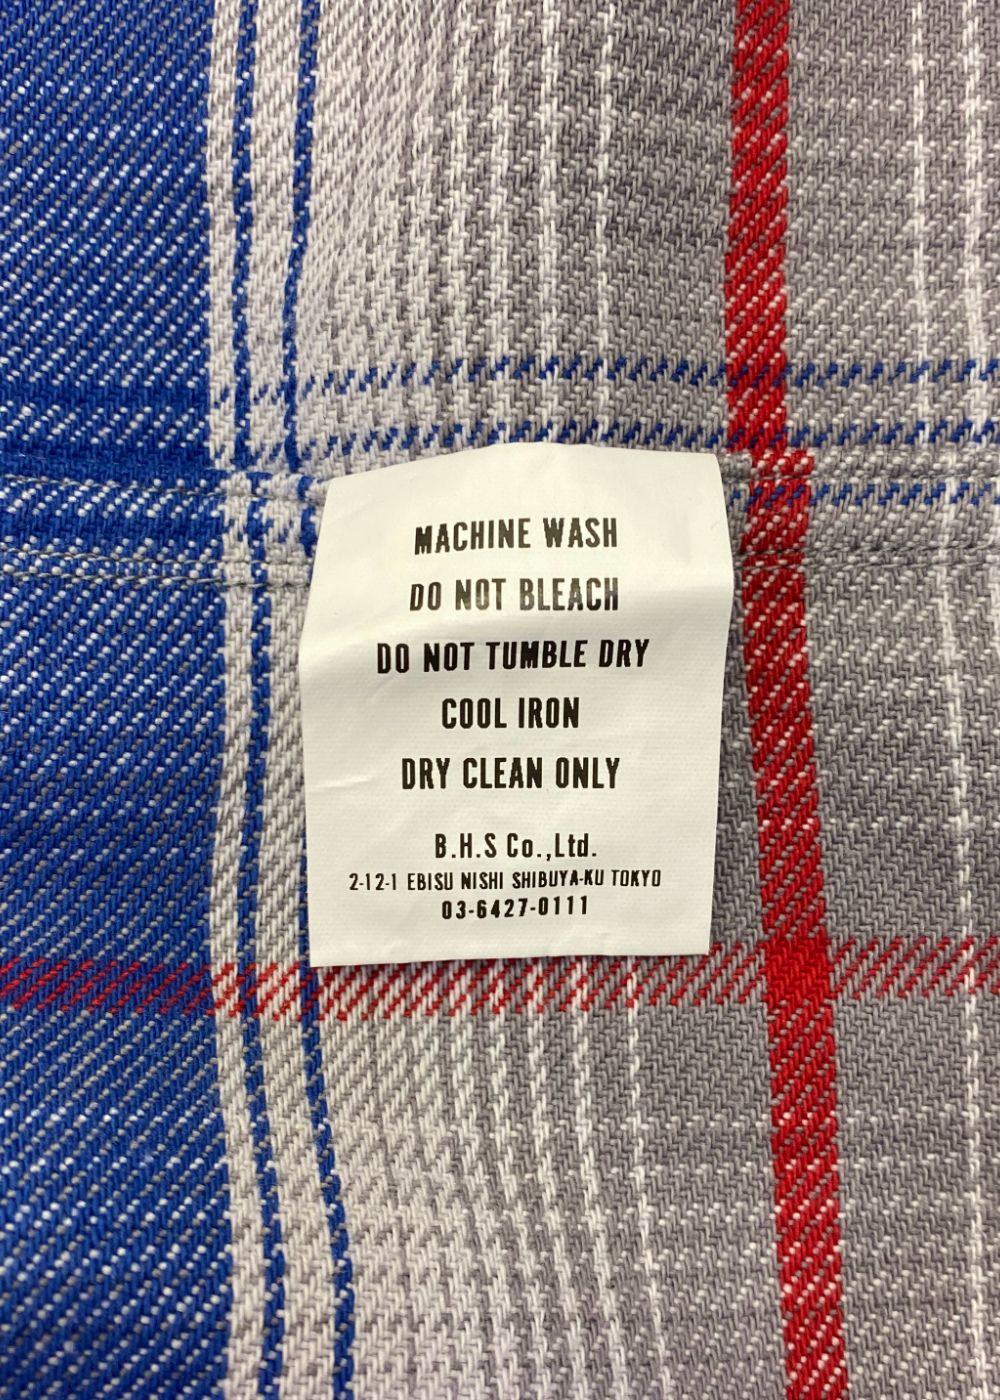 MACHINE WASH
DO NOT BLEACH
DO NOT TUMBLE DRY
COOL IRON
DRY CLEAN ONLY
B.H.S Co.,Ltd.
2-12-1 EBISU NISHI SHIBUYA-KU TOKYO
03-6427-0111